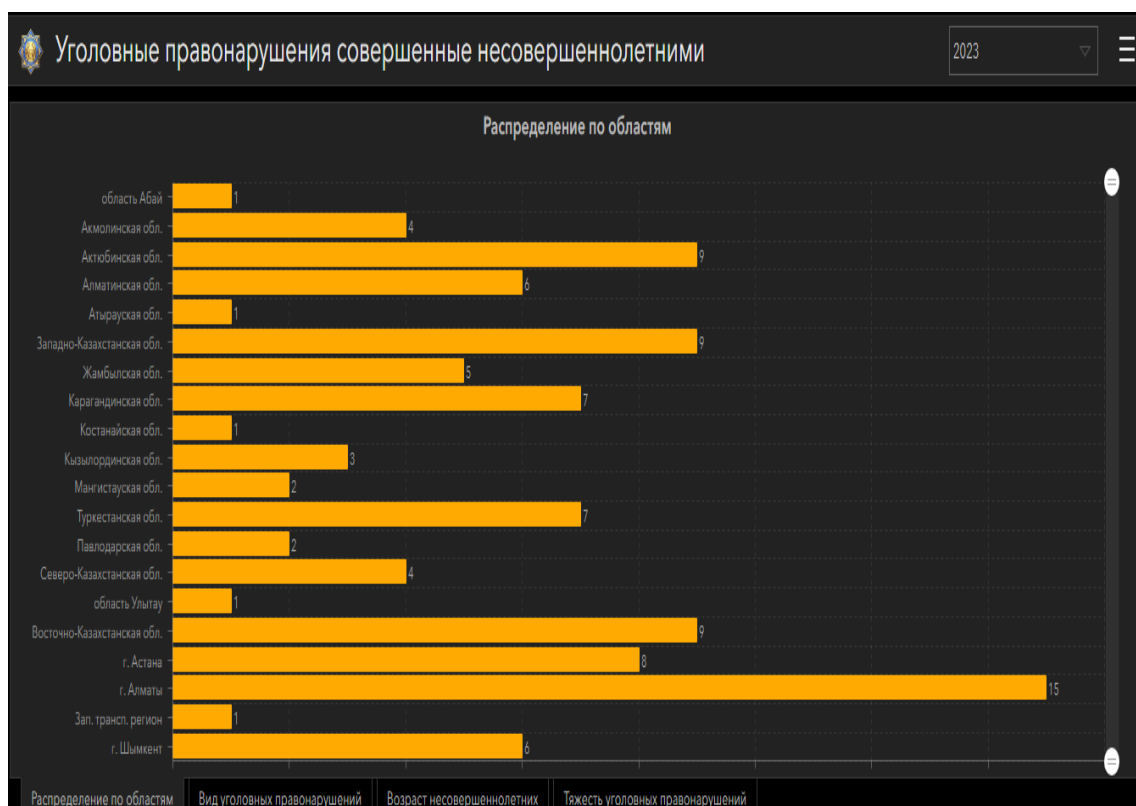 Уголовные правонарушения совершенные несовершеннолетними
2023
Распределение по областям
область Абай 1
Акмолинская обл. 4
Актюбинская обл. 9
Алматинская обл. 6
Атырауская обл. 1
Западно-Казахстанская обл. 9
Жамбылская обл. 5
Карагандинская обл. 7
Костанайская обл. 1
Кызылординская обл. 3
Мангистауская обл. 2
Туркестанская обл. 7
Павлодарская обл. 2
Северо-Казахстанская обл. 4
область Улытау 1
Восточно-Казахстанская обл. 9
г. Астана 8
г. Алматы 15
Зап. трансп. регион 1
г. Шымкент 6
Распределение по областям Вид уголовных правонарушений Возраст несовершеннолетних Тяжесть уголовных правонарушений